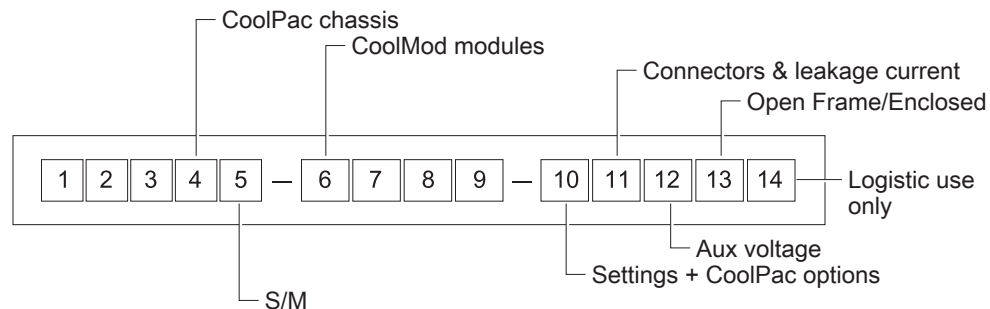 CoolPac chassis
CoolMod modules
Connectors & leakage current
Open Frame/Enclosed
1 2 3 4 5 – 6 7 8 9 – 10 11 12 13 14
Logistic use
only
Aux voltage
Settings + CoolPac options
S/M